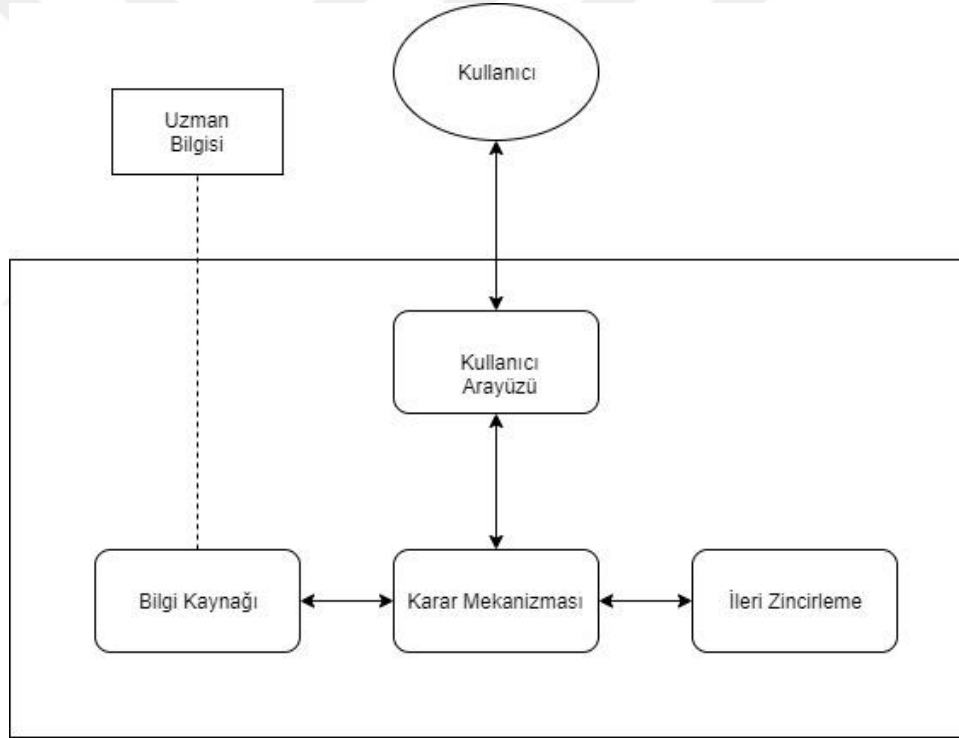 Kullanıcı
Uzman
Bilgisi
Kullanıcı
Arayüzü
Bilgi Kaynağı
Karar Mekanizması
İleri Zincirleme